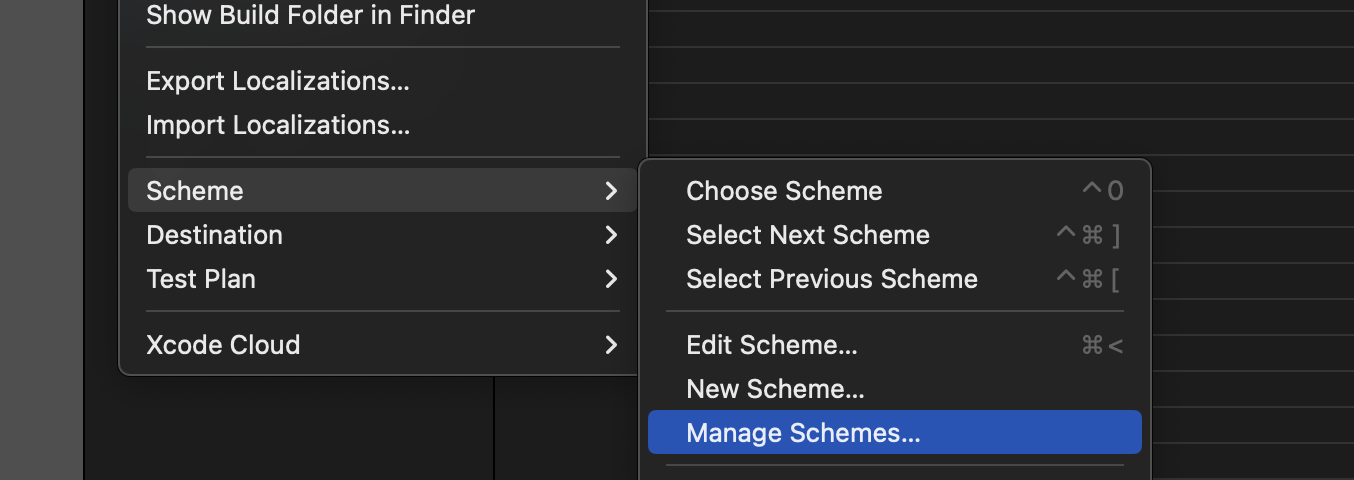 Show Build Folder in Finder
Export Localizations...
Import Localizations...
Scheme
Destination
Test Plan
Xcode Cloud
Choose Scheme ^0
Select Next Scheme ^⌘]
Select Previous Scheme ^⌘[
Edit Scheme... ⌘<
New Scheme...
Manage Schemes...